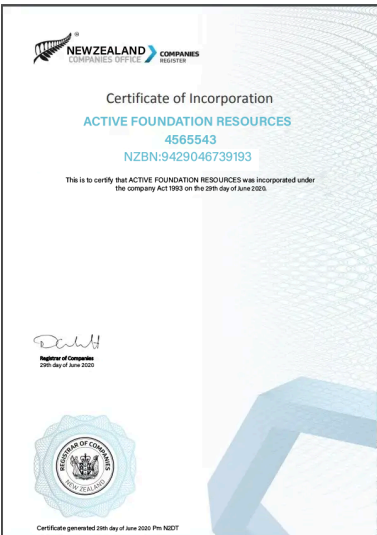 ®
NEWZEALAND
COMPANIES OFFICE
COMPANIES
REGISTER
Certificate of Incorporation
ACTIVE FOUNDATION RESOURCES
4565543
NZBN:9429046739193
This is to certify that ACTIVE FOUNDATION RESOURCES was incorporated under
the company Act 1993 on the 29th day of June 2020.
Registrar of Companies
29th day of June 2020
REGISTRAR OF COMPANIES
NEW ZEALAND
Certificate generated 29th day of June 2020 Pm N2DT